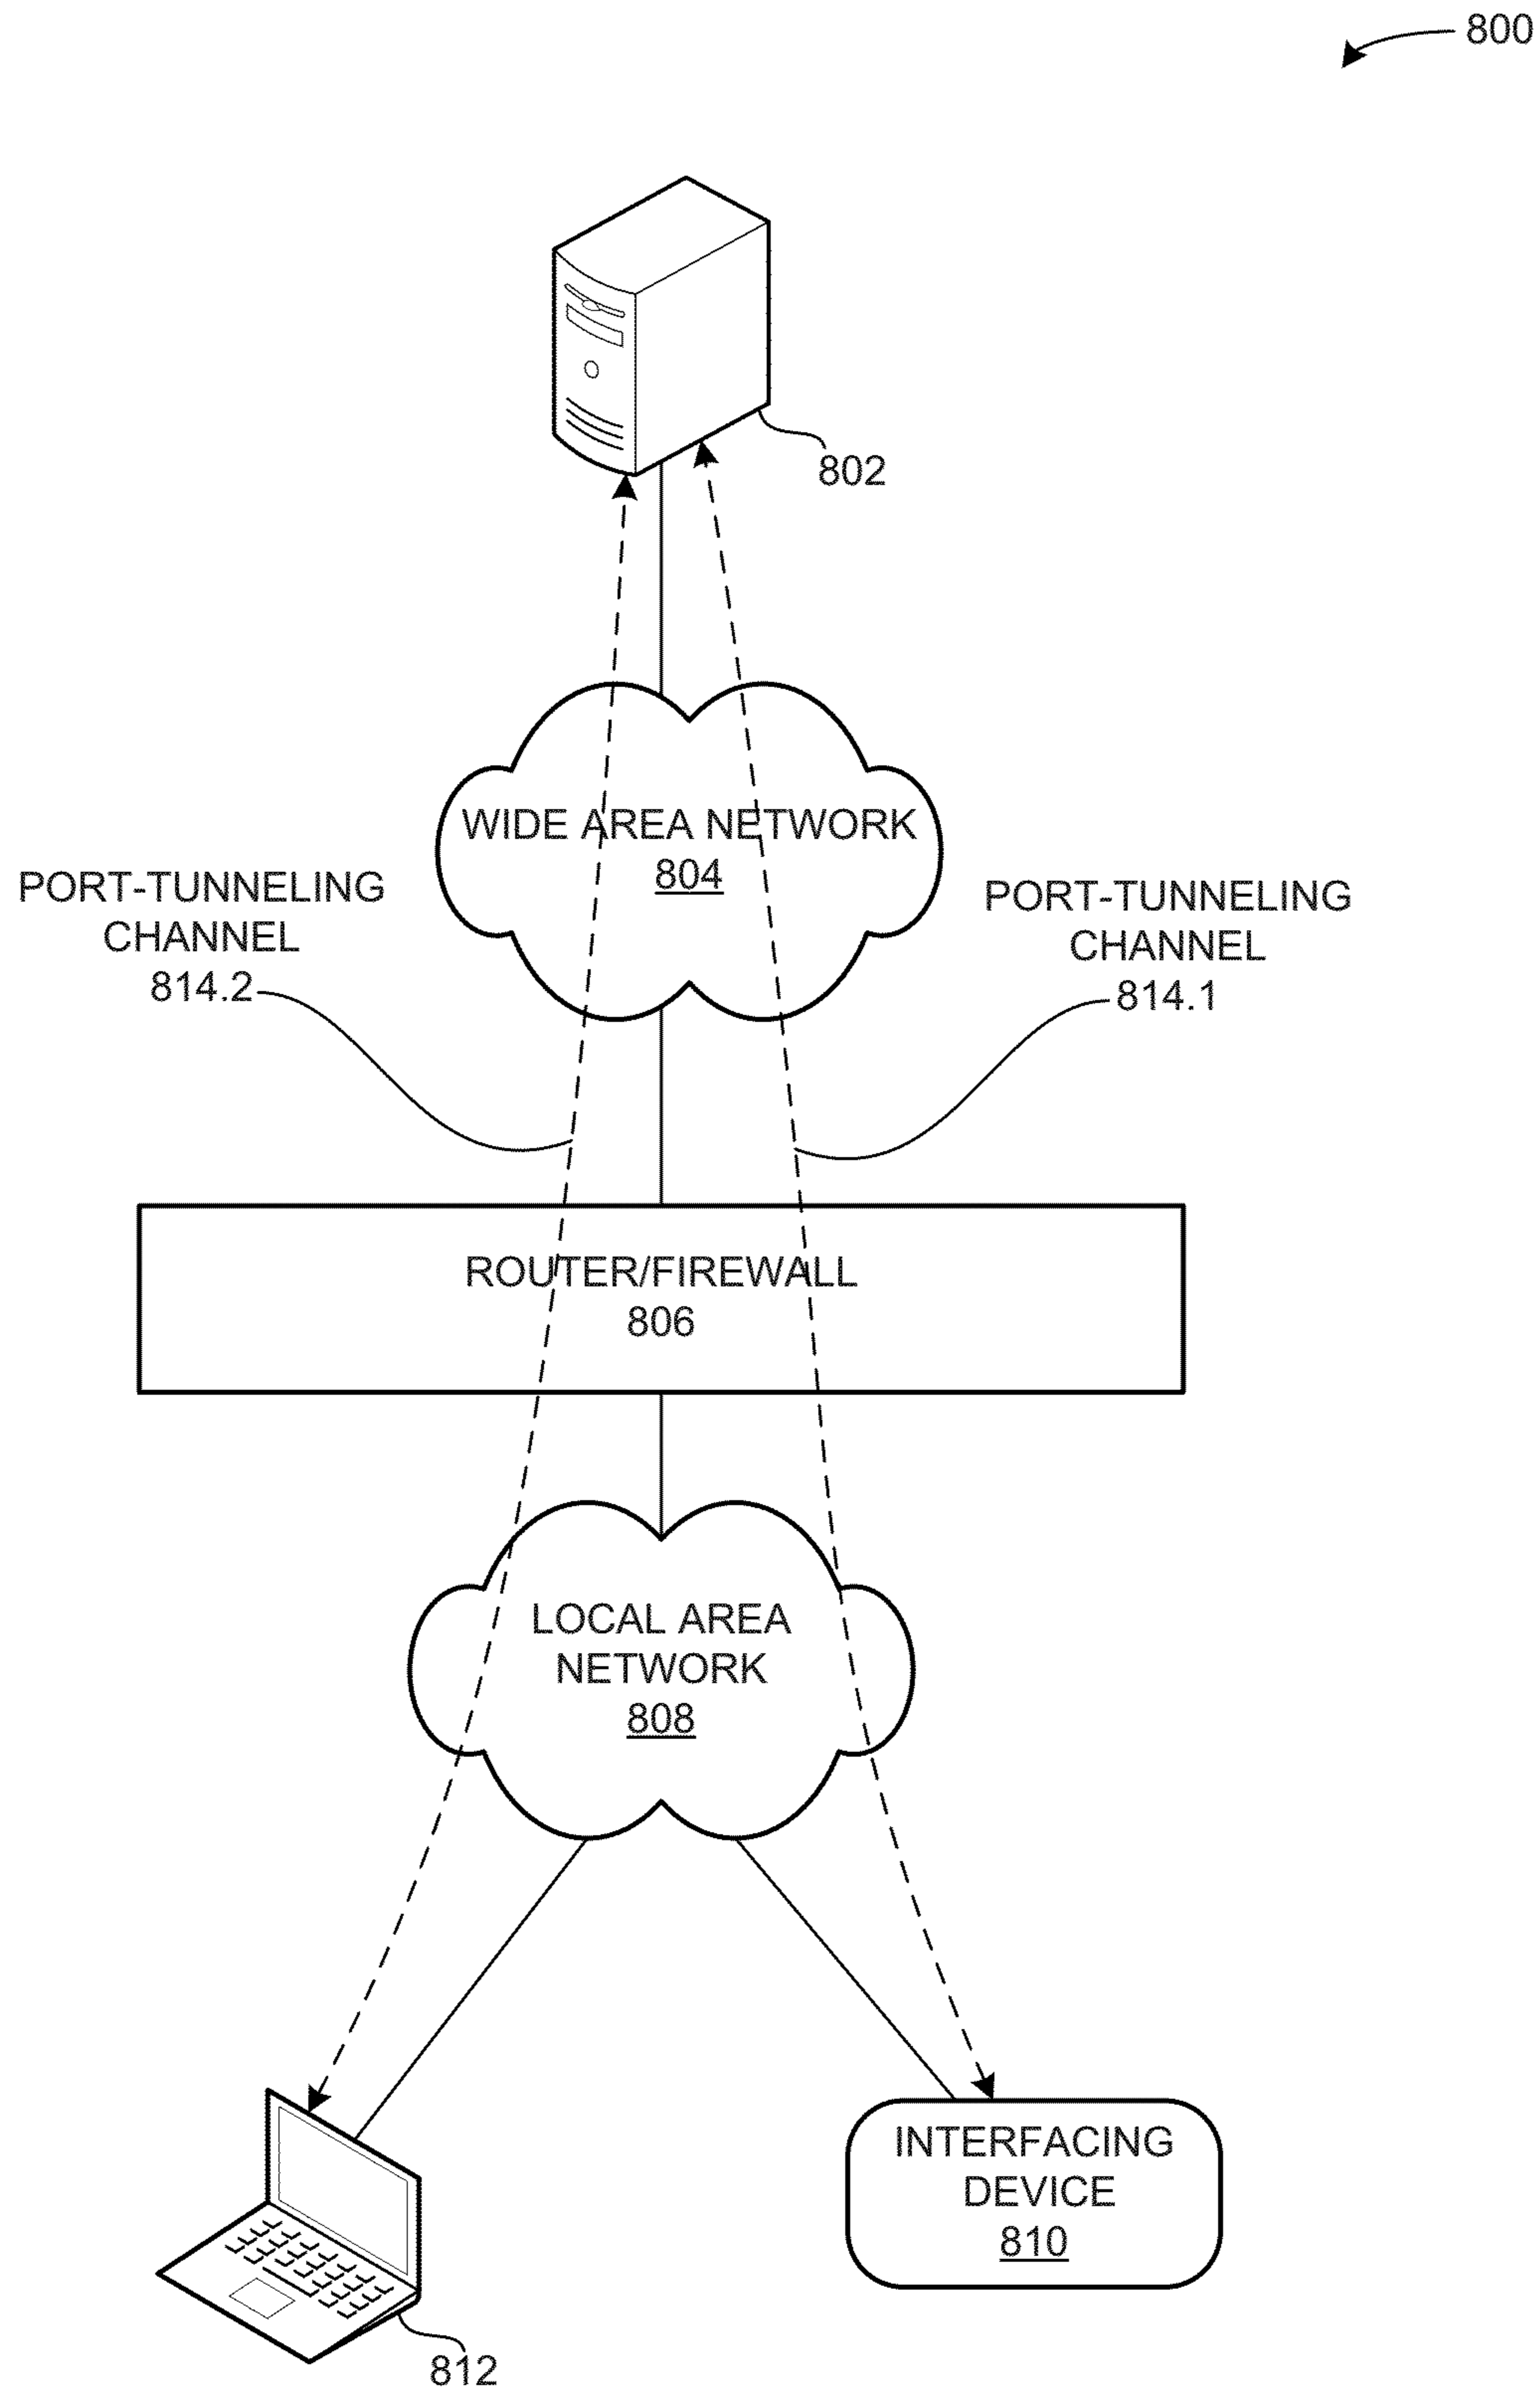 800
802
WIDE AREA NETWORK
804
PORT-TUNNELING
CHANNEL
814.2
PORT-TUNNELING
CHANNEL
814.1
ROUTER/FIREWALL
806
LOCAL AREA
NETWORK
808
INTERFACING
DEVICE
810
812